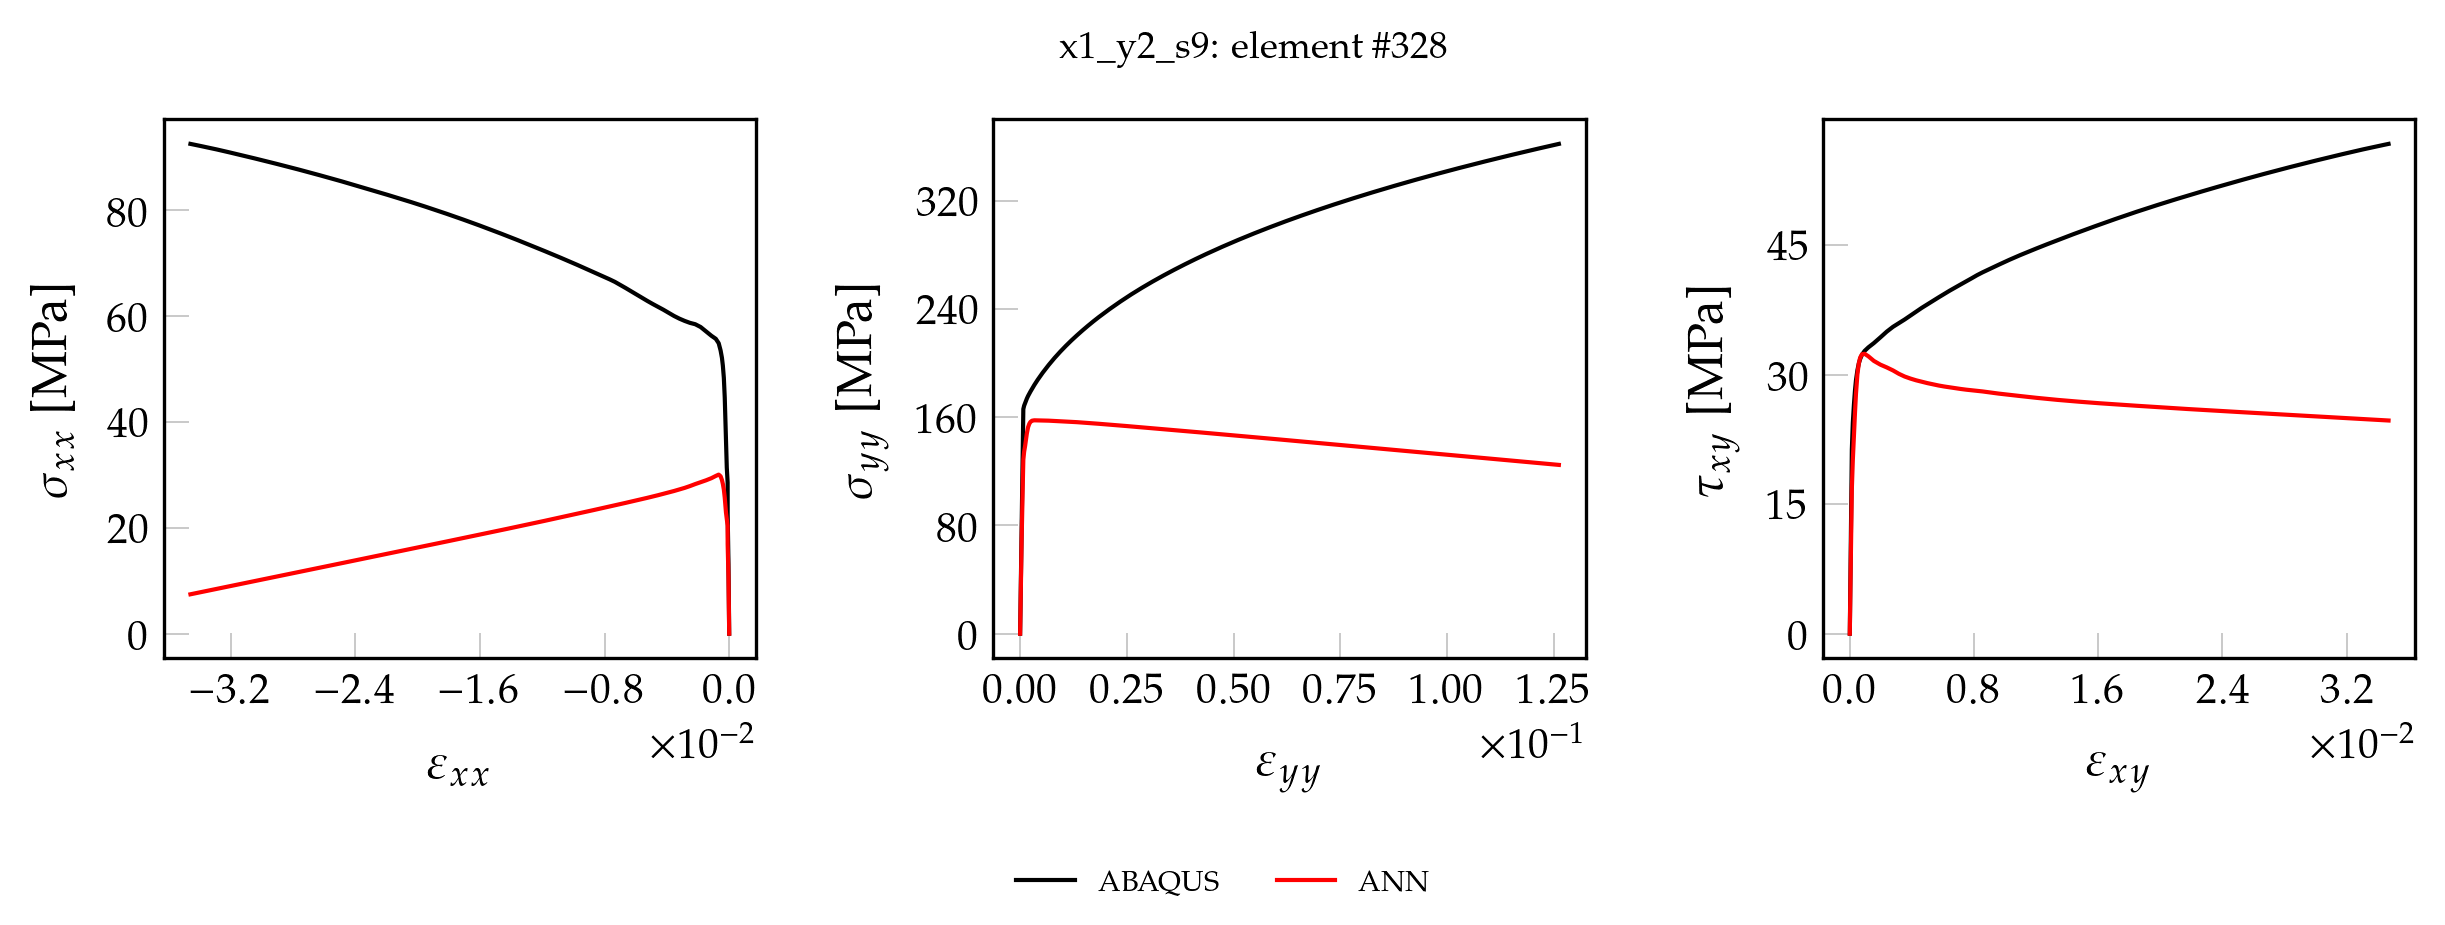 x1_y2_s9: element #328
σxx [MPa]
80
60
40
20
0
−3.2 −2.4 −1.6 −0.8 0.0
×10−2
εxx
σyy [MPa]
320
240
160
80
0
0.00 0.25 0.50 0.75 1.00 1.25
×10−1
εyy
τxy [MPa]
45
30
15
0
0.0 0.8 1.6 2.4 3.2
×10−2
εxy
ABAQUS ANN